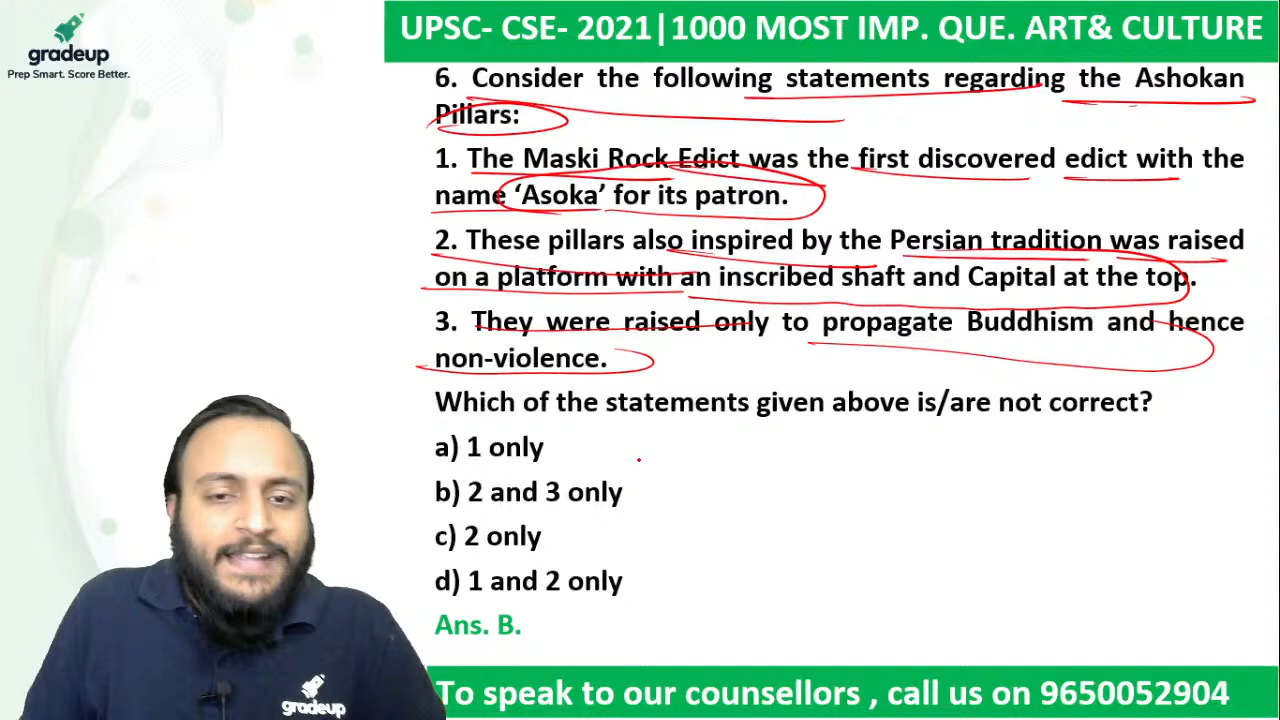 UPSC- CSE- 2021|1000 MOST IMP. QUE. ART& CULTURE
gradeup
Prep Smart. Score Better.
6. Consider the following statements regarding the Ashokan
Pillars:
1. The Maski Rock Edict was the first discovered edict with the
name ‘Asoka’ for its patron.
2. These pillars also inspired by the Persian tradition was raised
on a platform with an inscribed shaft and Capital at the top.
3. They were raised only to propagate Buddhism and hence
non-violence.
Which of the statements given above is/are not correct?
a) 1 only
b) 2 and 3 only
c) 2 only
d) 1 and 2 only
Ans. B.
gradeup
To speak to our counsellors , call us on 9650052904